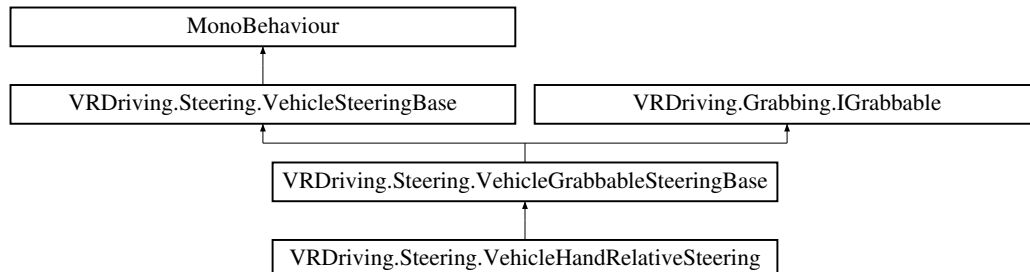 MonoBehaviour
VRDriving.Steering.VehicleSteeringBase
VRDriving.Grabbing.IGrabbable
VRDriving.Steering.VehicleGrabbableSteeringBase
VRDriving.Steering.VehicleHandRelativeSteering